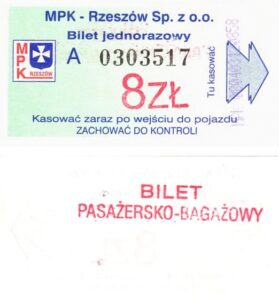 MPK - Rzeszów Sp. z o.o.
Bilet jednorazowy
A 0303517
8ZŁ
MPK
RZESZÓW
Tu kasować
Kasować zaraz po wejściu do pojazdu
ZACHOWAĆ DO KONTROLI
BILET
PASAŻERSKO-BAGAŻOWY